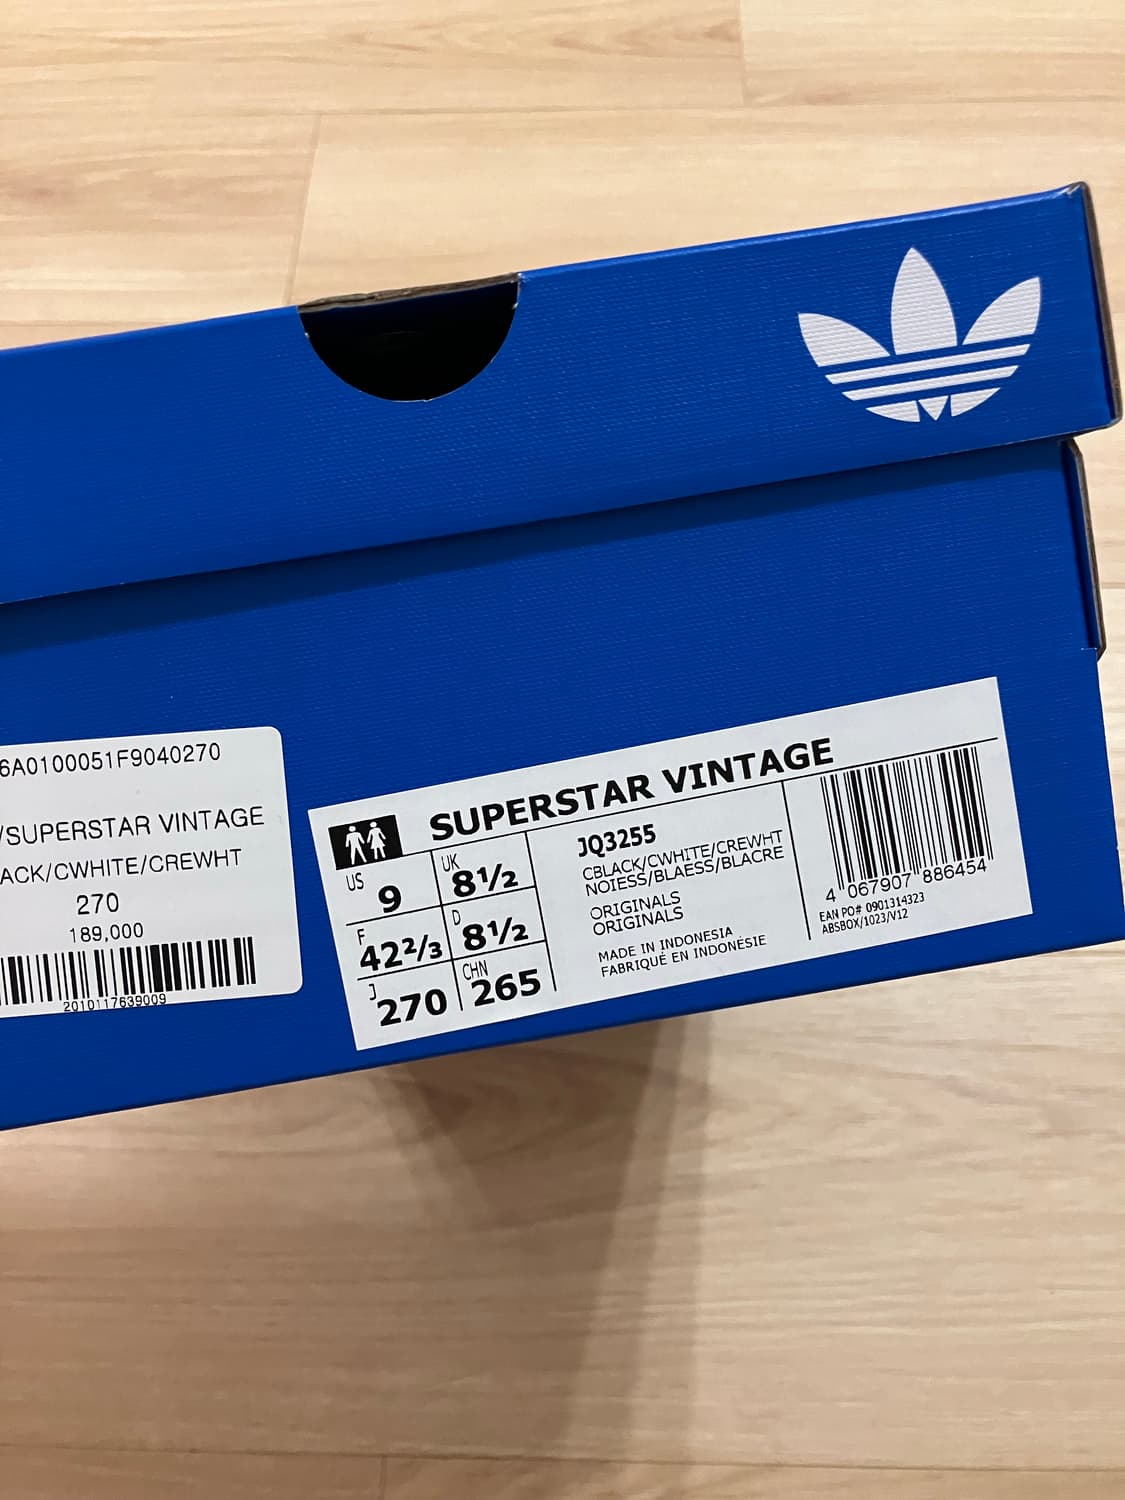 6A0100051F9040270
/SUPERSTAR VINTAGE
ACK/CWHITE/CREWHT
270
189,000
2010117639009
SUPERSTAR VINTAGE
US 9
UK 8½
F 42⅔
D 8½
J 270
CHN 265
JQ3255
CBLACK/CWHITE/CREWHT
NOIESS/BLAESS/BLACRE
ORIGINALS
ORIGINALS
MADE IN INDONESIA
FABRIQUÉ EN INDONÉSIE
4 067907 886454
EAN PO# 0901314323
ABSBOX/1023/V12